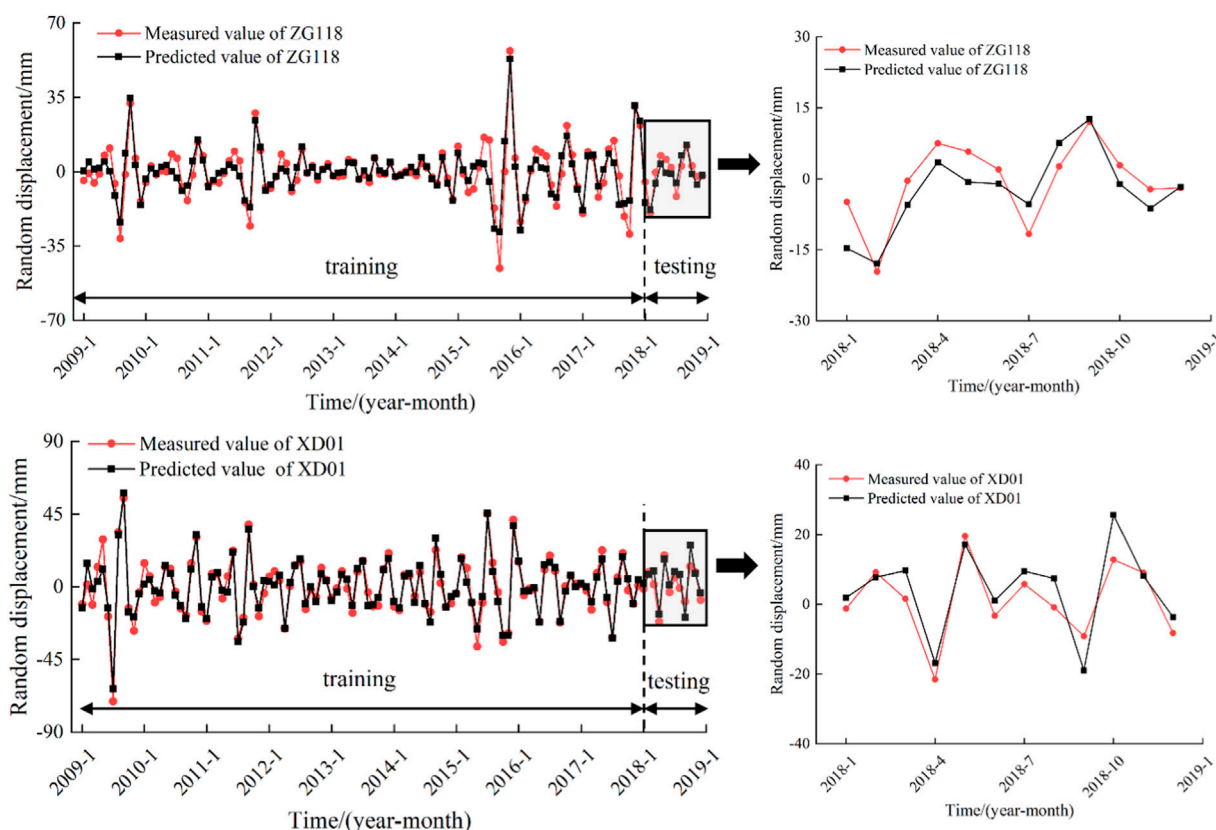 70
35
0
-35
-70
Random displacement/mm
Measured value of ZG118
Predicted value of ZG118
training
testing
2009-1
2010-1
2011-1
2012-1
2013-1
2014-1
2015-1
2016-1
2017-1
2018-1
2019-1
Time/(year-month)
30
15
0
-15
-30
Random displacement/mm
Measured value of ZG118
Predicted value of ZG118
2018-1
2018-4
2018-7
2018-10
2019-1
Time/(year-month)
90
45
0
-45
-90
Random displacement/mm
Measured value of XD01
Predicted value of XD01
training
testing
2009-1
2010-1
2011-1
2012-1
2013-1
2014-1
2015-1
2016-1
2017-1
2018-1
2019-1
Time/(year-month)
40
20
0
-20
-40
Random displacement/mm
Measured value of XD01
Predicted value of XD01
2018-1
2018-4
2018-7
2018-10
2019-1
Time/(year-month)